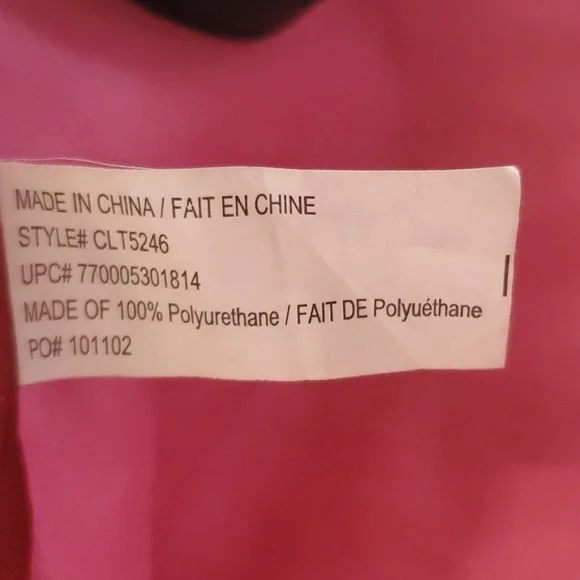 MADE IN CHINA / FAIT EN CHINE
STYLE# CLT5246
UPC# 770005301814
MADE OF 100% Polyurethane / FAIT DE Polyuéthane
PO# 101102